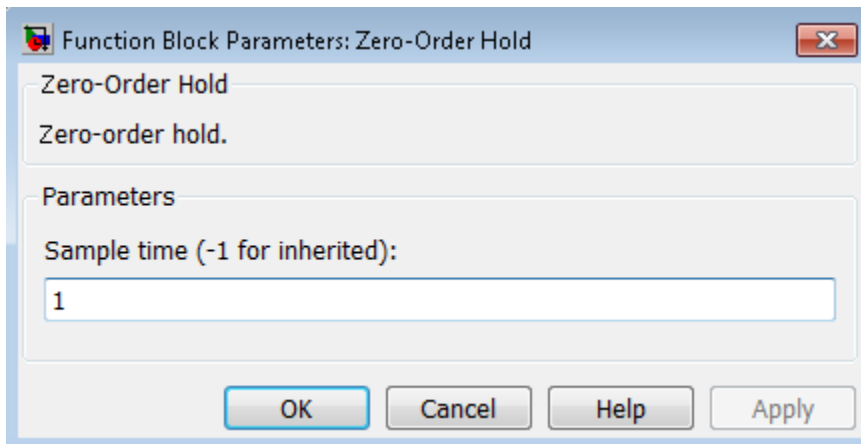 Function Block Parameters: Zero-Order Hold
Zero-Order Hold
Zero-order hold.
Parameters
Sample time (-1 for inherited):
1
OK Cancel Help Apply